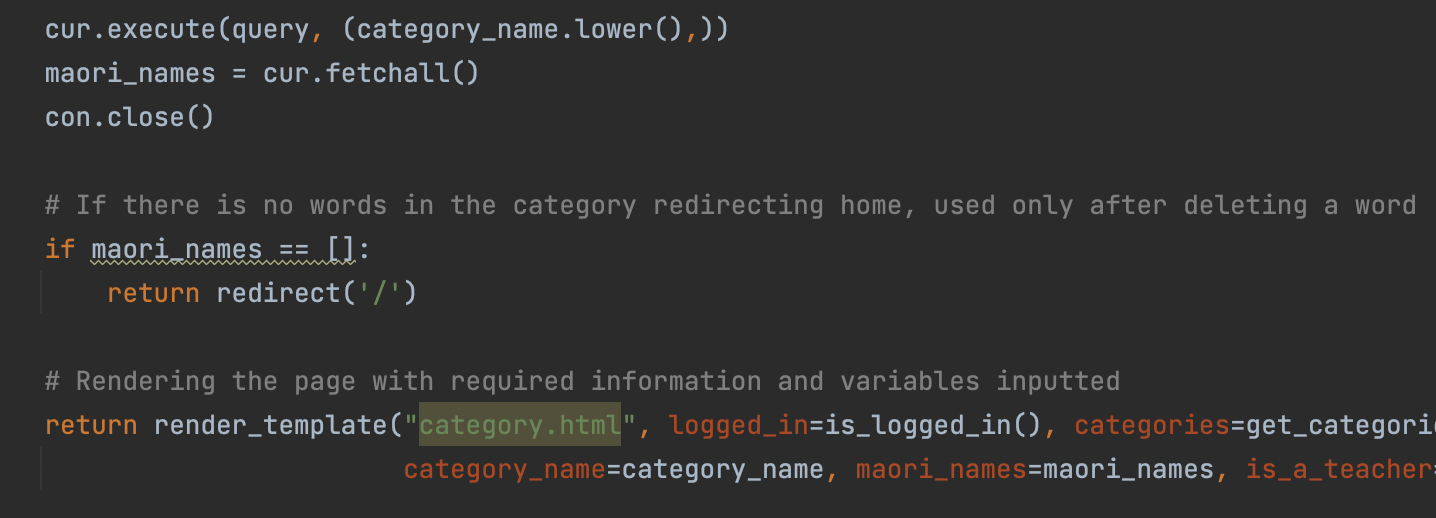 cur.execute(query, (category_name.lower(),))
maori_names = cur.fetchall()
con.close()
# If there is no words in the category redirecting home, used only after deleting a word
if maori_names == []:
return redirect('/')
# Rendering the page with required information and variables inputted
return render_template("category.html", logged_in=is_logged_in(), categories=get_categori
category_name=category_name, maori_names=maori_names, is_a_teacher=